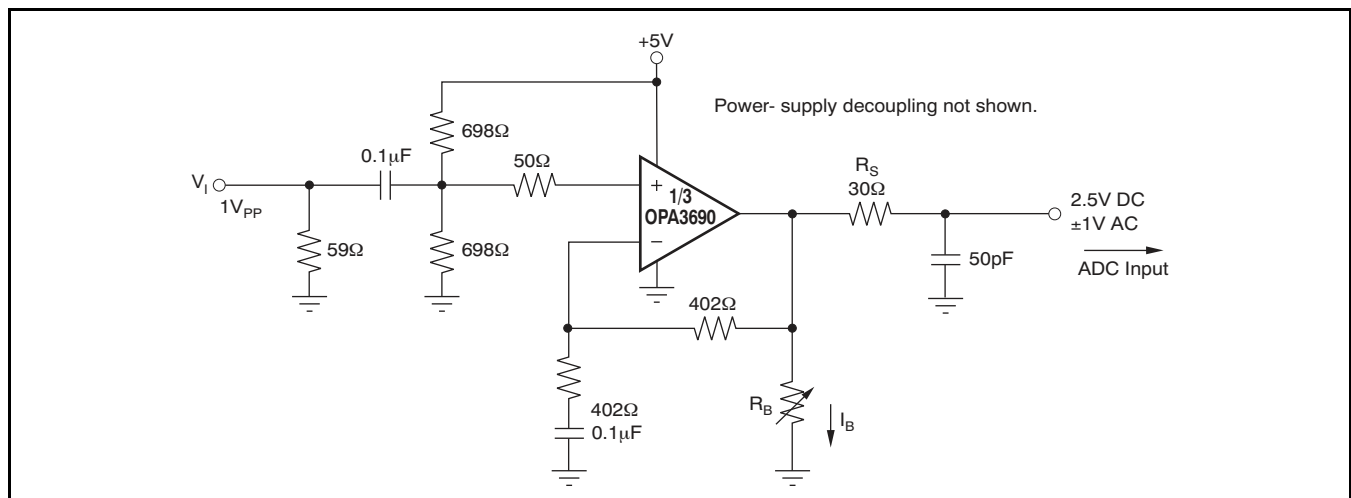 +5V
Power- supply decoupling not shown.
698Ω
0.1μF
50Ω
V_I
1V_PP
+
1/3
OPA3690
−
R_S
30Ω
2.5V DC
±1V AC
ADC Input
59Ω
698Ω
50pF
402Ω
402Ω
0.1μF
R_B
I_B